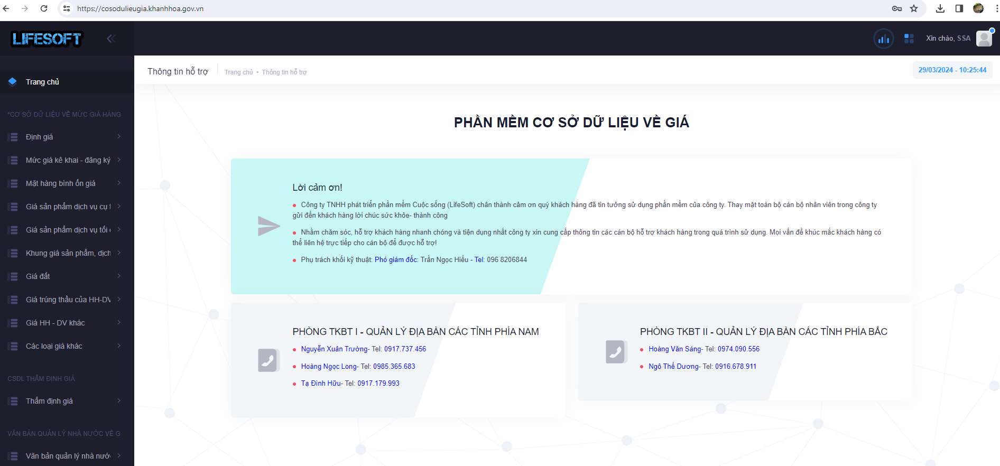 https://cosodulieugia.khanhhoa.gov.vn
LIFESOFT
Xin chào, SSA
Thông tin hỗ trợ
Trang chủ • Thông tin hỗ trợ
29/03/2024 - 10:25:44
Trang chủ
*CƠ SỞ DỮ LIỆU VỀ MỨC GIÁ HÀNG
Định giá
Mức giá kê khai - đăng ký
Mặt hàng bình ổn giá
Giá sản phẩm dịch vụ cụ t
Giá sản phẩm dịch vụ tối
Khung giá sản phẩm, dịch
Giá đất
Giá trúng thầu của HH-DV
Giá HH - DV khác
Các loại giá khác
CSDL THẨM ĐỊNH GIÁ
Thẩm định giá
VĂN BẢN QUẢN LÝ NHÀ NƯỚC VỀ G
Văn bản quản lý nhà nướ
PHẦN MỀM CƠ SỞ DỮ LIỆU VỀ GIÁ
Lời cảm ơn!
Công ty TNHH phát triển phần mềm Cuộc sống (LifeSoft) chân thành cảm ơn quý khách hàng đã tin tưởng sử dụng phần mềm của công ty. Thay mặt toàn bộ cán bộ nhân viên trong công ty
gửi đến khách hàng lời chúc sức khỏe- thành công
Nhằm chăm sóc, hỗ trợ khách hàng nhanh chóng và tiện dụng nhất công ty xin cung cấp thông tin các cán bộ hỗ trợ khách hàng trong quá trình sử dụng. Mọi vấn đề khúc mắc khách hàng có
thể liên hệ trực tiếp cho cán bộ để được hỗ trợ!
Phụ trách khối kỹ thuật: Phó giám đốc: Trần Ngọc Hiếu - Tel: 096 8206844
PHÒNG TKBT I - QUẢN LÝ ĐỊA BÀN CÁC TỈNH PHÍA NAM
Nguyễn Xuân Trường- Tel: 0917.737.456
Hoàng Ngọc Long- Tel: 0985.365.683
Tạ Đình Hữu- Tel: 0917.179.993
PHÒNG TKBT II - QUẢN LÝ ĐỊA BÀN CÁC TỈNH PHÍA BẮC
Hoàng Văn Sáng- Tel: 0974.090.556
Ngô Thế Dương- Tel: 0916.678.911